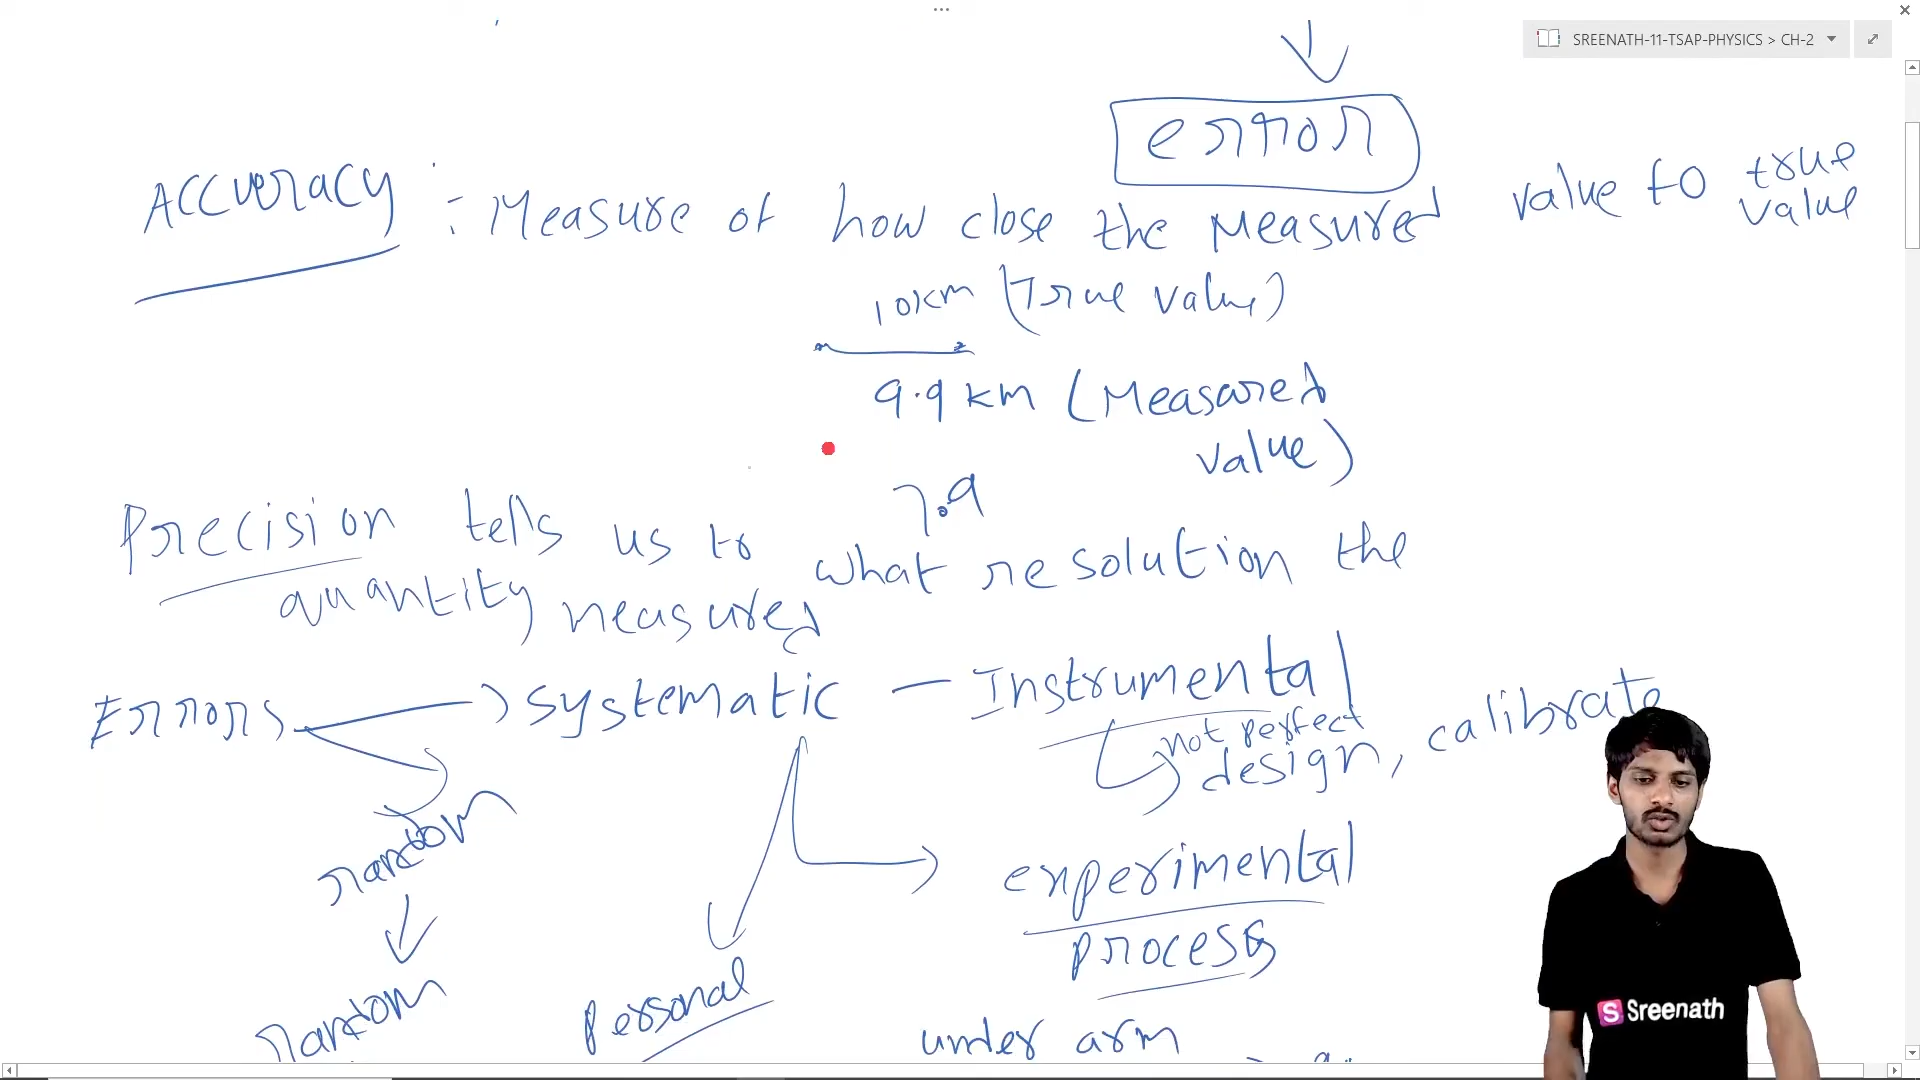 SREENATH-11-TSAP-PHYSICS > CH-2
error
Accuracy : Measure of how close the Measured value to true value
10km (True value)
9.9 km (Measured value)
7.9
Precision tells us to what resolution the
quantity measured
Errors systematic - Instrumental
not perfect
design, calibrate
random
experimental
process
random
personal
under arm
Sreenath